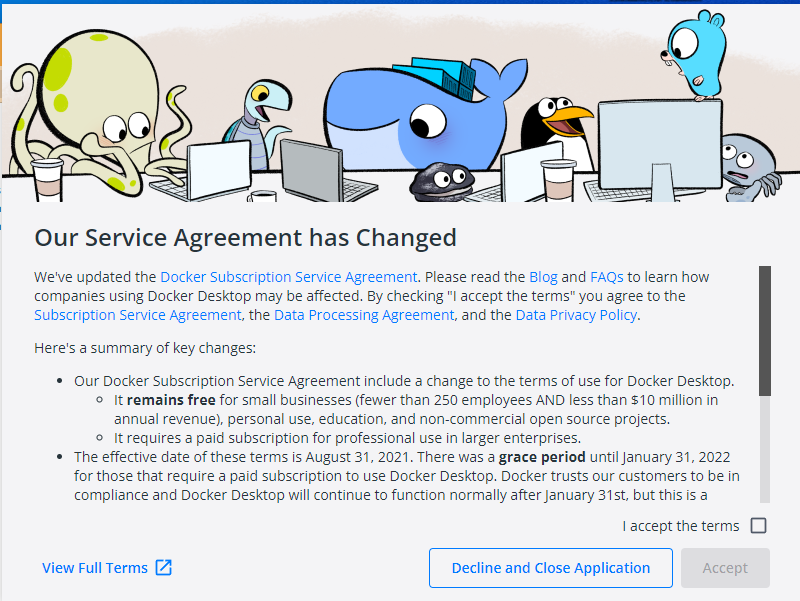 Our Service Agreement has Changed
We've updated the Docker Subscription Service Agreement. Please read the Blog and FAQs to learn how
companies using Docker Desktop may be affected. By checking "I accept the terms" you agree to the
Subscription Service Agreement, the Data Processing Agreement, and the Data Privacy Policy.
Here's a summary of key changes:
• Our Docker Subscription Service Agreement include a change to the terms of use for Docker Desktop.
◦ It remains free for small businesses (fewer than 250 employees AND less than $10 million in
annual revenue), personal use, education, and non-commercial open source projects.
◦ It requires a paid subscription for professional use in larger enterprises.
• The effective date of these terms is August 31, 2021. There was a grace period until January 31, 2022
for those that require a paid subscription to use Docker Desktop. Docker trusts our customers to be in
compliance and Docker Desktop will continue to function normally after January 31st, but this is a
I accept the terms
View Full Terms
Decline and Close Application
Accept